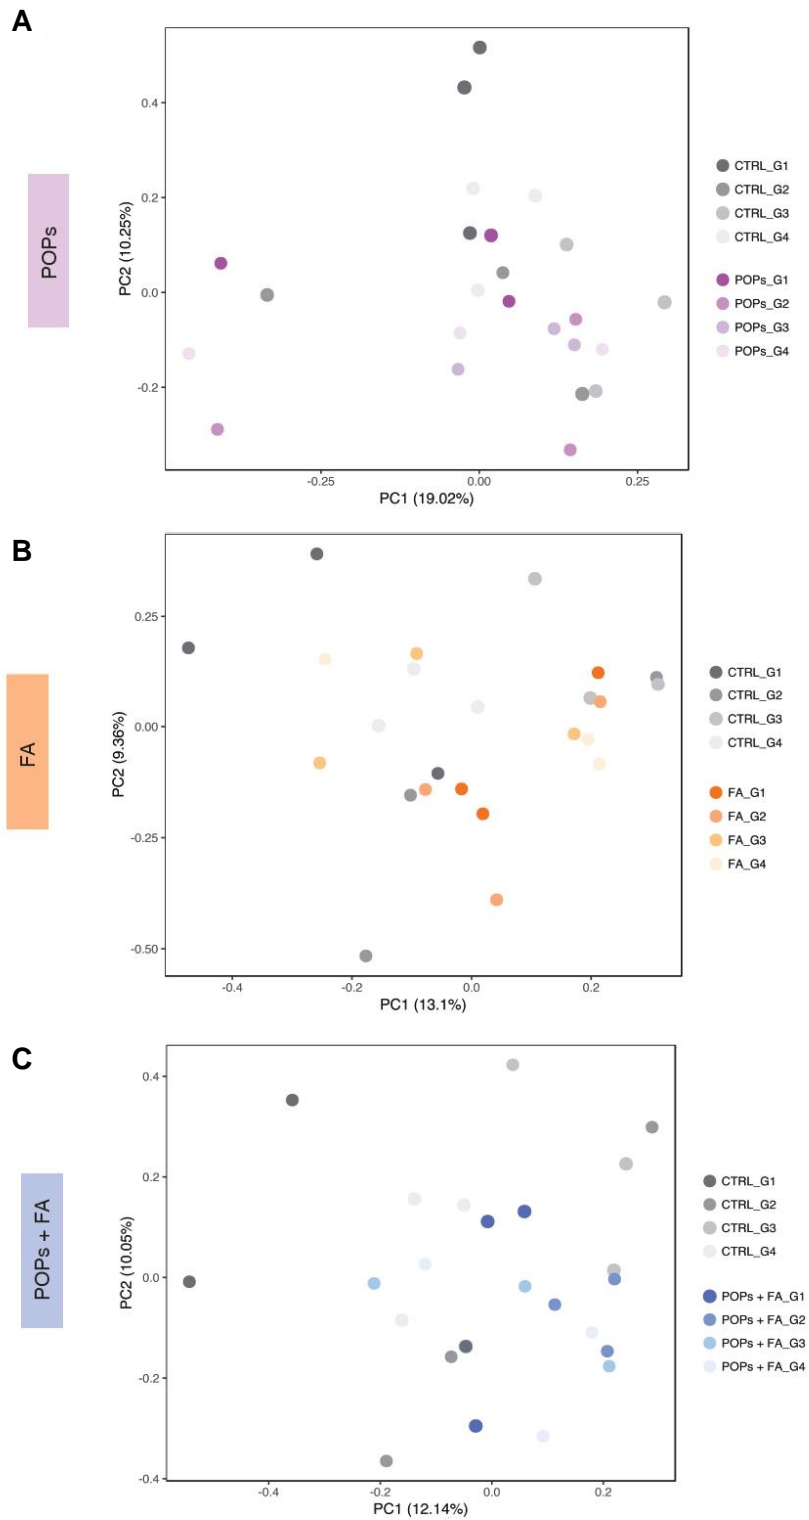 A
POPs
PC2 (10.25%)
0.4
0.2
0.0
-0.2
-0.25
0.00
0.25
PC1 (19.02%)
CTRL_G1
CTRL_G2
CTRL_G3
CTRL_G4
POPs_G1
POPs_G2
POPs_G3
POPs_G4
B
FA
PC2 (9.36%)
0.25
0.00
-0.25
-0.50
-0.4
-0.2
0.0
0.2
PC1 (13.1%)
CTRL_G1
CTRL_G2
CTRL_G3
CTRL_G4
FA_G1
FA_G2
FA_G3
FA_G4
C
POPs + FA
PC2 (10.05%)
0.4
0.2
0.0
-0.2
-0.4
-0.4
-0.2
0.0
0.2
PC1 (12.14%)
CTRL_G1
CTRL_G2
CTRL_G3
CTRL_G4
POPs + FA_G1
POPs + FA_G2
POPs + FA_G3
POPs + FA_G4